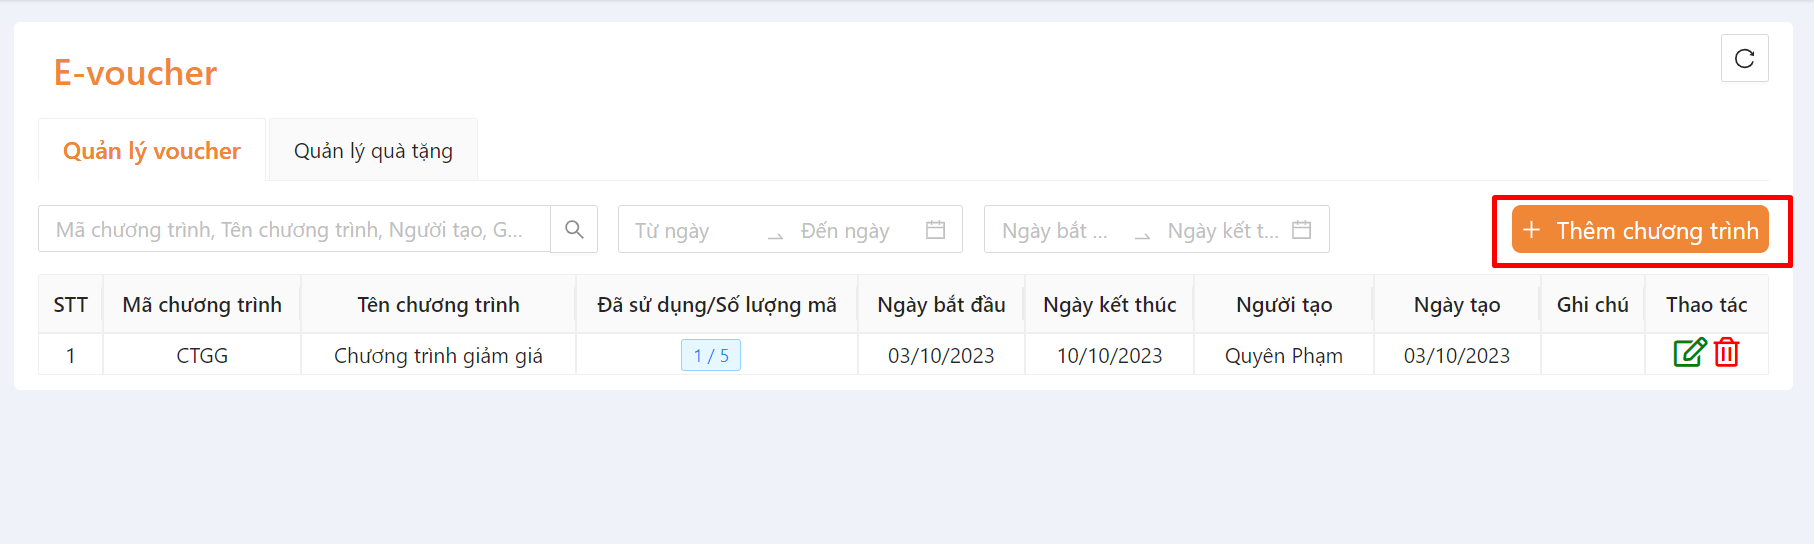 E-voucher
Quản lý voucher Quản lý quà tặng
Mã chương trình, Tên chương trình, Người tạo, G... Từ ngày Đến ngày Ngày bắt ... Ngày kết t... + Thêm chương trình
STT Mã chương trình Tên chương trình Đã sử dụng/Số lượng mã Ngày bắt đầu Ngày kết thúc Người tạo Ngày tạo Ghi chú Thao tác
1 CTGG Chương trình giảm giá 1 / 5 03/10/2023 10/10/2023 Quyên Phạm 03/10/2023